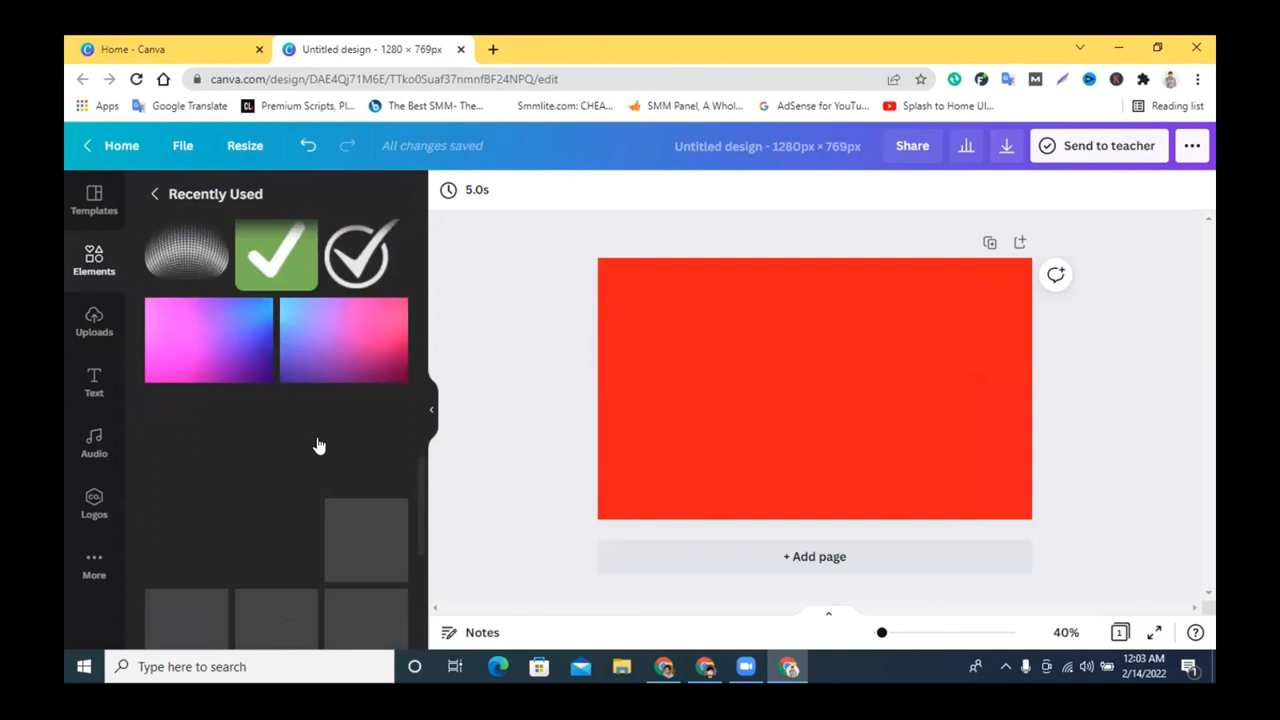 Home - Canva
Untitled design - 1280 × 769px
canva.com/design/DAE4Qj71M6E/TTko0Suaf37nmnfBF24NPQ/edit
Apps
Google Translate
CL
Premium Scripts, Pl...
The Best SMM- The...
Smmlite.com: CHEA...
SMM Panel, A Whol...
AdSense for YouTu...
Splash to Home UI...
Reading list
Home
File
Resize
All changes saved
Untitled design - 1280px × 769px
Share
Send to teacher
Templates
Elements
Uploads
Text
Audio
co.
Logos
More
Recently Used
5.0s
+ Add page
Notes
40%
1
Type here to search
12:03 AM
2/14/2022